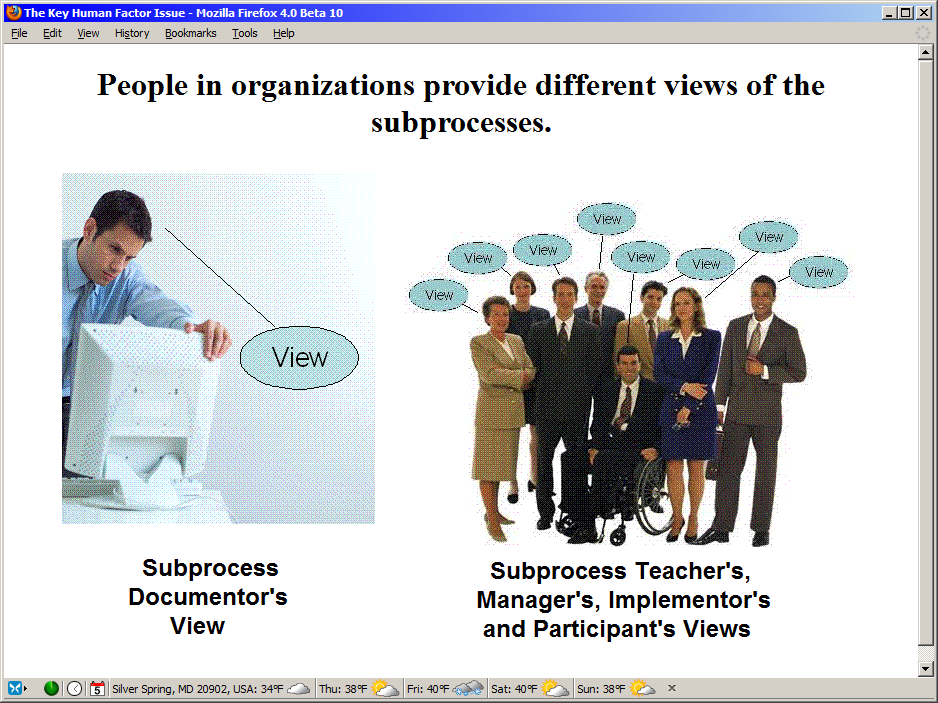 The Key Human Factor Issue - Mozilla Firefox 4.0 Beta 10
File Edit View History Bookmarks Tools Help
People in organizations provide different views of the
subprocesses.
View
View
View
View
View
View
View
View
View
Subprocess
Documentor's
View
Subprocess Teacher's,
Manager's, Implementor's
and Participant's Views
5
Silver Spring, MD 20902, USA: 34°F Thu: 38°F Fri: 40°F Sat: 40°F Sun: 38°F